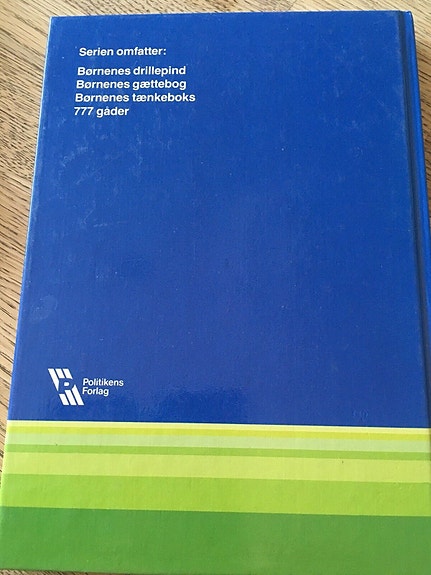 Serien omfatter:
Børnenes drillepind
Børnenes gættebog
Børnenes tænkeboks
777 gåder
P
Politikens
Forlag